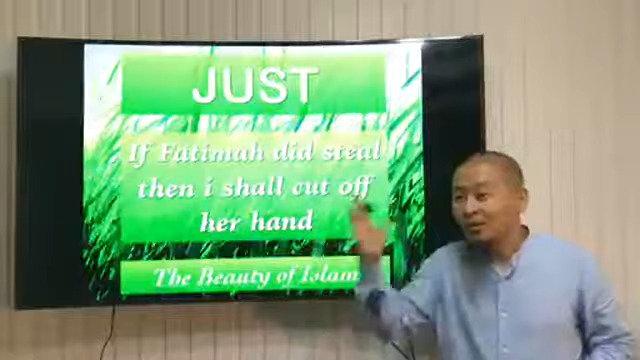 JUST
If Fatimah did steal
then i shall cut off
her hand
The Beauty of Islam